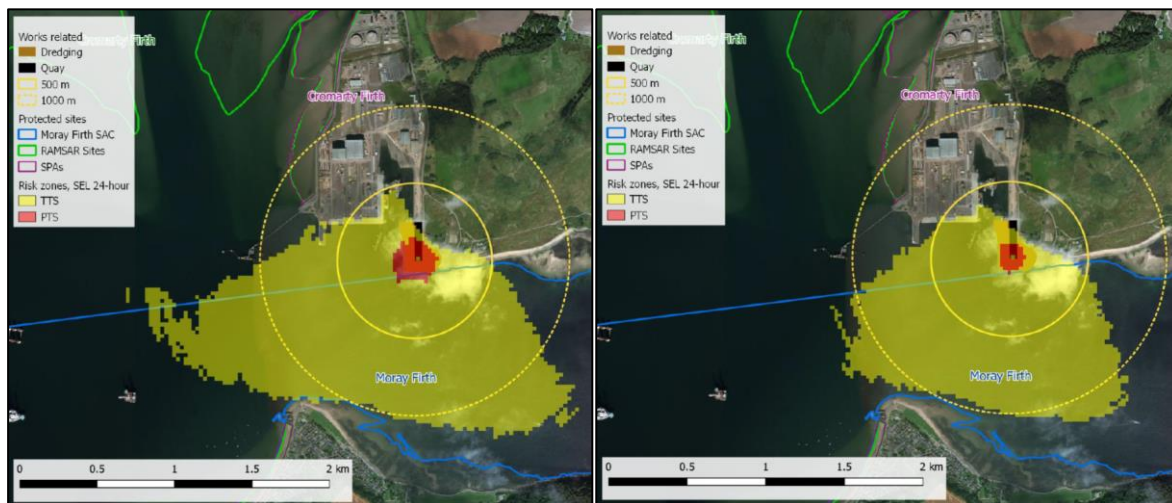 Works related
Dredging
Quay
500 m
1000 m
Protected sites
Moray Firth SAC
RAMSAR Sites
SPAs
Risk zones, SEL 24-hour
TTS
PTS
Cromarty Firth
Cromarty Firth
Moray Firth
0 0.5 1 1.5 2 km
Works related
Dredging
Quay
500 m
1000 m
Protected sites
Moray Firth SAC
RAMSAR Sites
SPAs
Risk zones, SEL 24-hour
TTS
PTS
Cromarty Firth
Cromarty Firth
Moray Firth
0 0.5 1 1.5 2 km